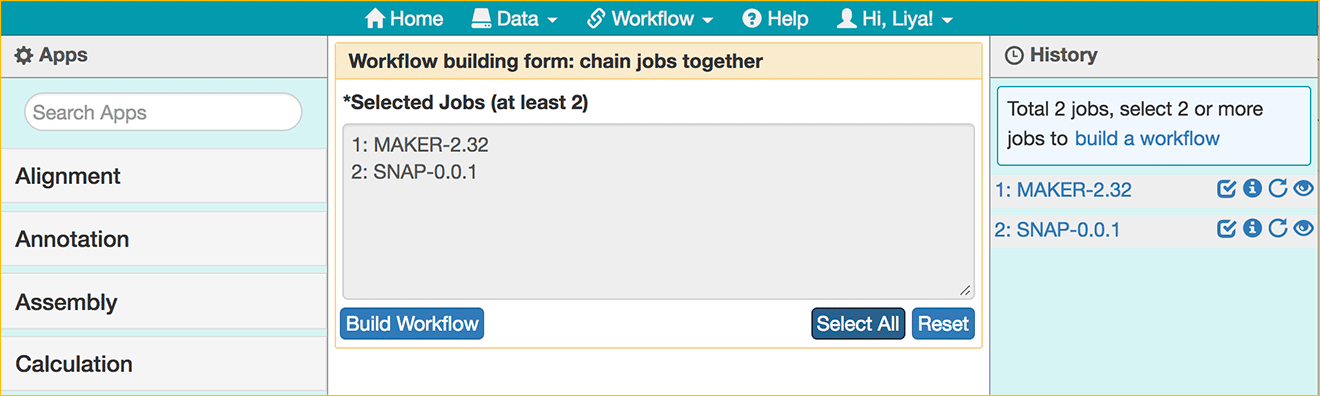 Home Data Workflow Help Hi, Liya!
Apps
Search Apps
Alignment
Annotation
Assembly
Calculation
Workflow building form: chain jobs together
*Selected Jobs (at least 2)
1: MAKER-2.32
2: SNAP-0.0.1
Build Workflow Select All Reset
History
Total 2 jobs, select 2 or more
jobs to build a workflow
1: MAKER-2.32
2: SNAP-0.0.1